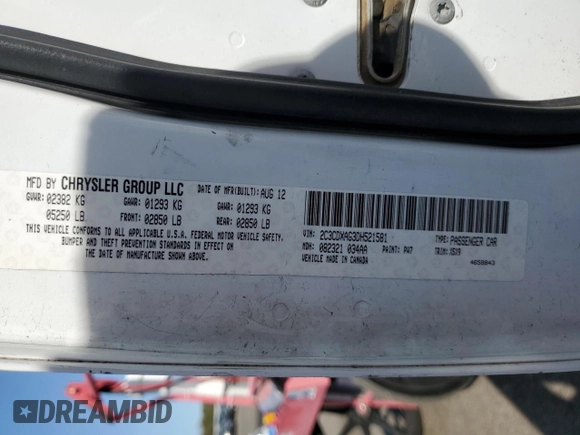 MFD BY CHRYSLER GROUP LLC DATE OF MFR(BUILT): AUG 12
GVWR: 02382 KG GAWR: 01293 KG GAWR: 01293 KG
05250 LB FRONT: 02850 LB REAR: 02850 LB
THIS VEHICLE CONFORMS TO ALL APPLICABLE U.S.A. FEDERAL MOTOR VEHICLE SAFETY,
BUMPER AND THEFT PREVENTION STANDARDS IN EFFECT ON THE DATE OF
MANUFACTURE SHOWN ABOVE.
VIN: 2C3CDXAG3DH521581 TYPE: PASSENGER CAR
MDH: 082321 034AA PAINT: PW7 TRIM: X5X9
VEHICLE MADE IN CANADA 4658043
DREAMBID